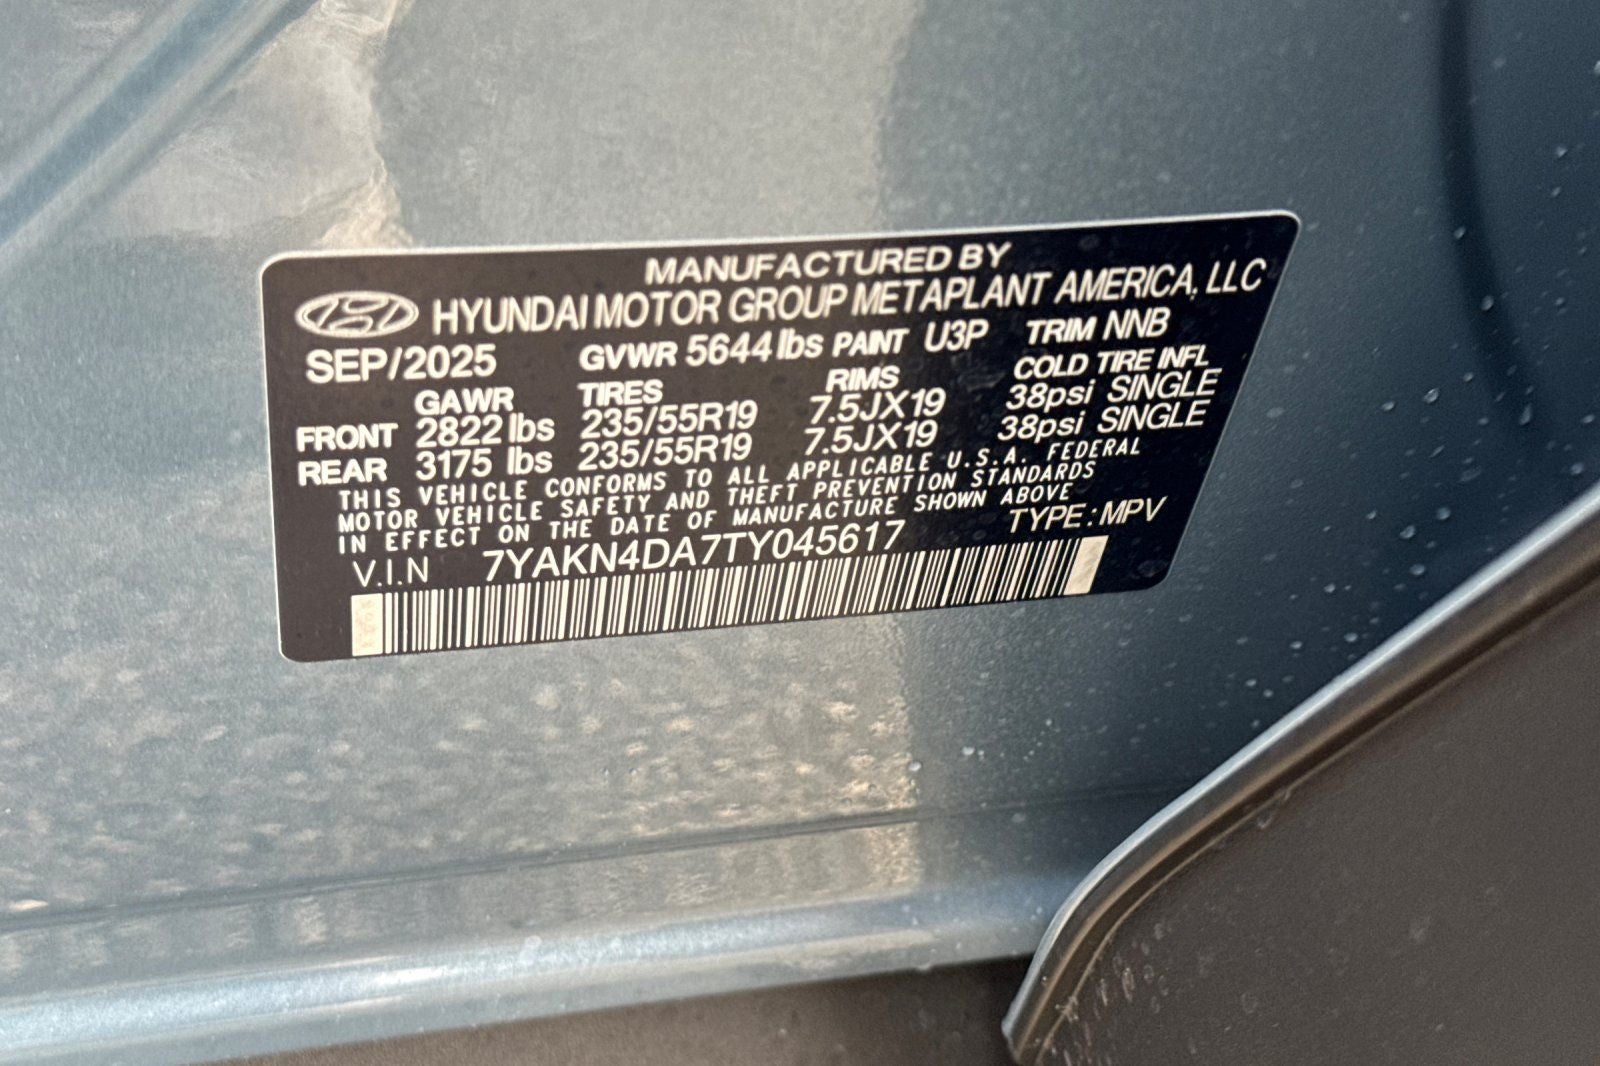 MANUFACTURED BY
HYUNDAI MOTOR GROUP METAPLANT AMERICA, LLC
SEP/2025 GVWR 5644 lbs PAINT U3P TRIM NNB
GAWR TIRES RIMS COLD TIRE INFL
FRONT 2822 lbs 235/55R19 7.5JX19 38psi SINGLE
REAR 3175 lbs 235/55R19 7.5JX19 38psi SINGLE
THIS VEHICLE CONFORMS TO ALL APPLICABLE U.S.A. FEDERAL
MOTOR VEHICLE SAFETY AND THEFT PREVENTION STANDARDS
IN EFFECT ON THE DATE OF MANUFACTURE SHOWN ABOVE
V.I.N 7YAKN4DA7TY045617 TYPE: MPV